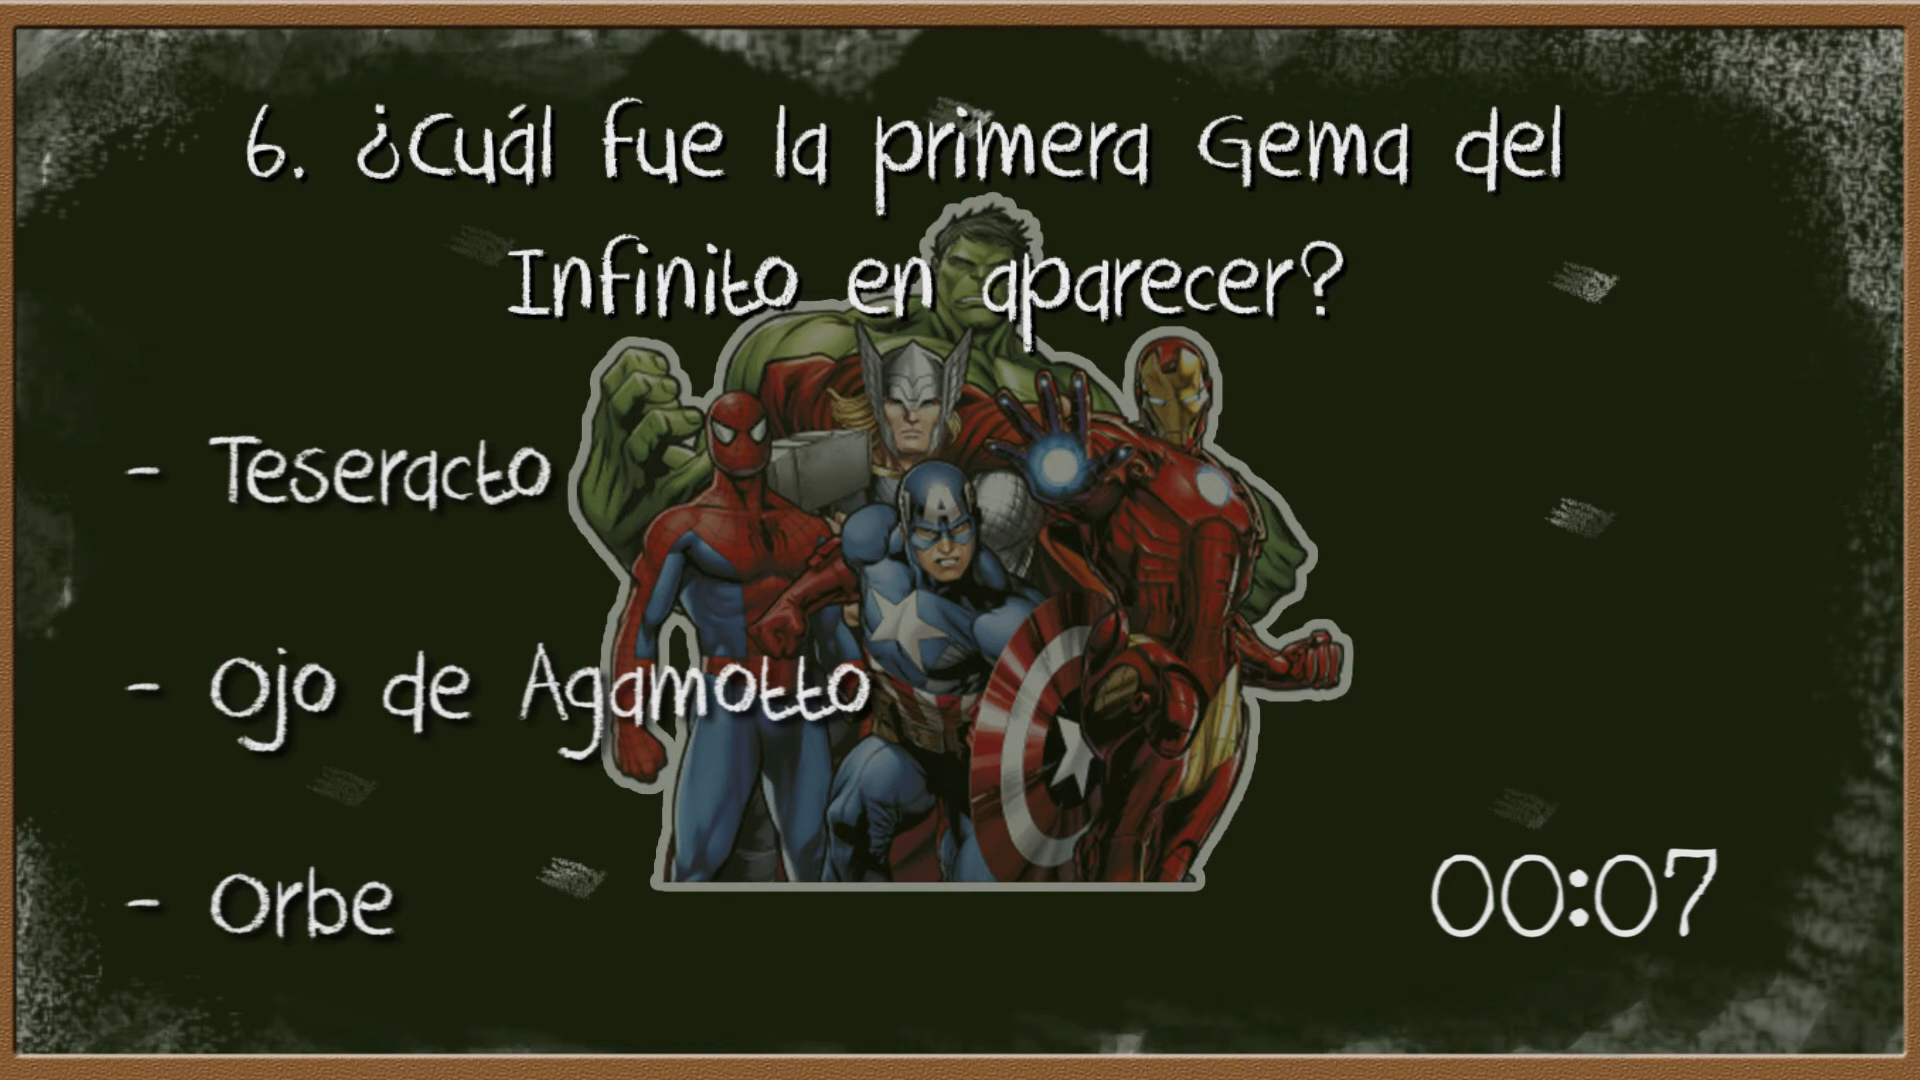 6. ¿Cuál fue la primera Gema del
Infinito en aparecer?
- Teseracto
- Ojo de Agamotto
- Orbe
00:07